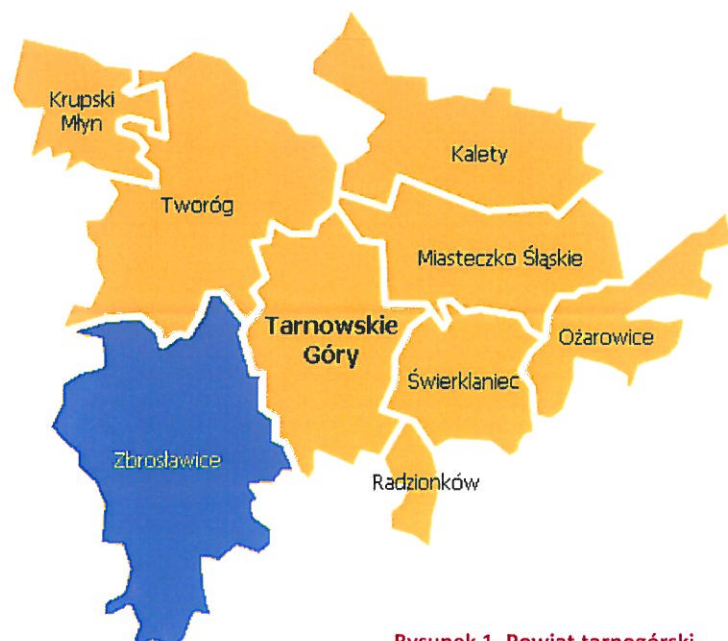 Krupski
Młyn
Kalety
Tworóg
Miasteczko Śląskie
Tarnowskie
Góry
Ożarowice
Świerklaniec
Zbrosławice
Radzionków
Rysunek 1. Powiat tarnogórski